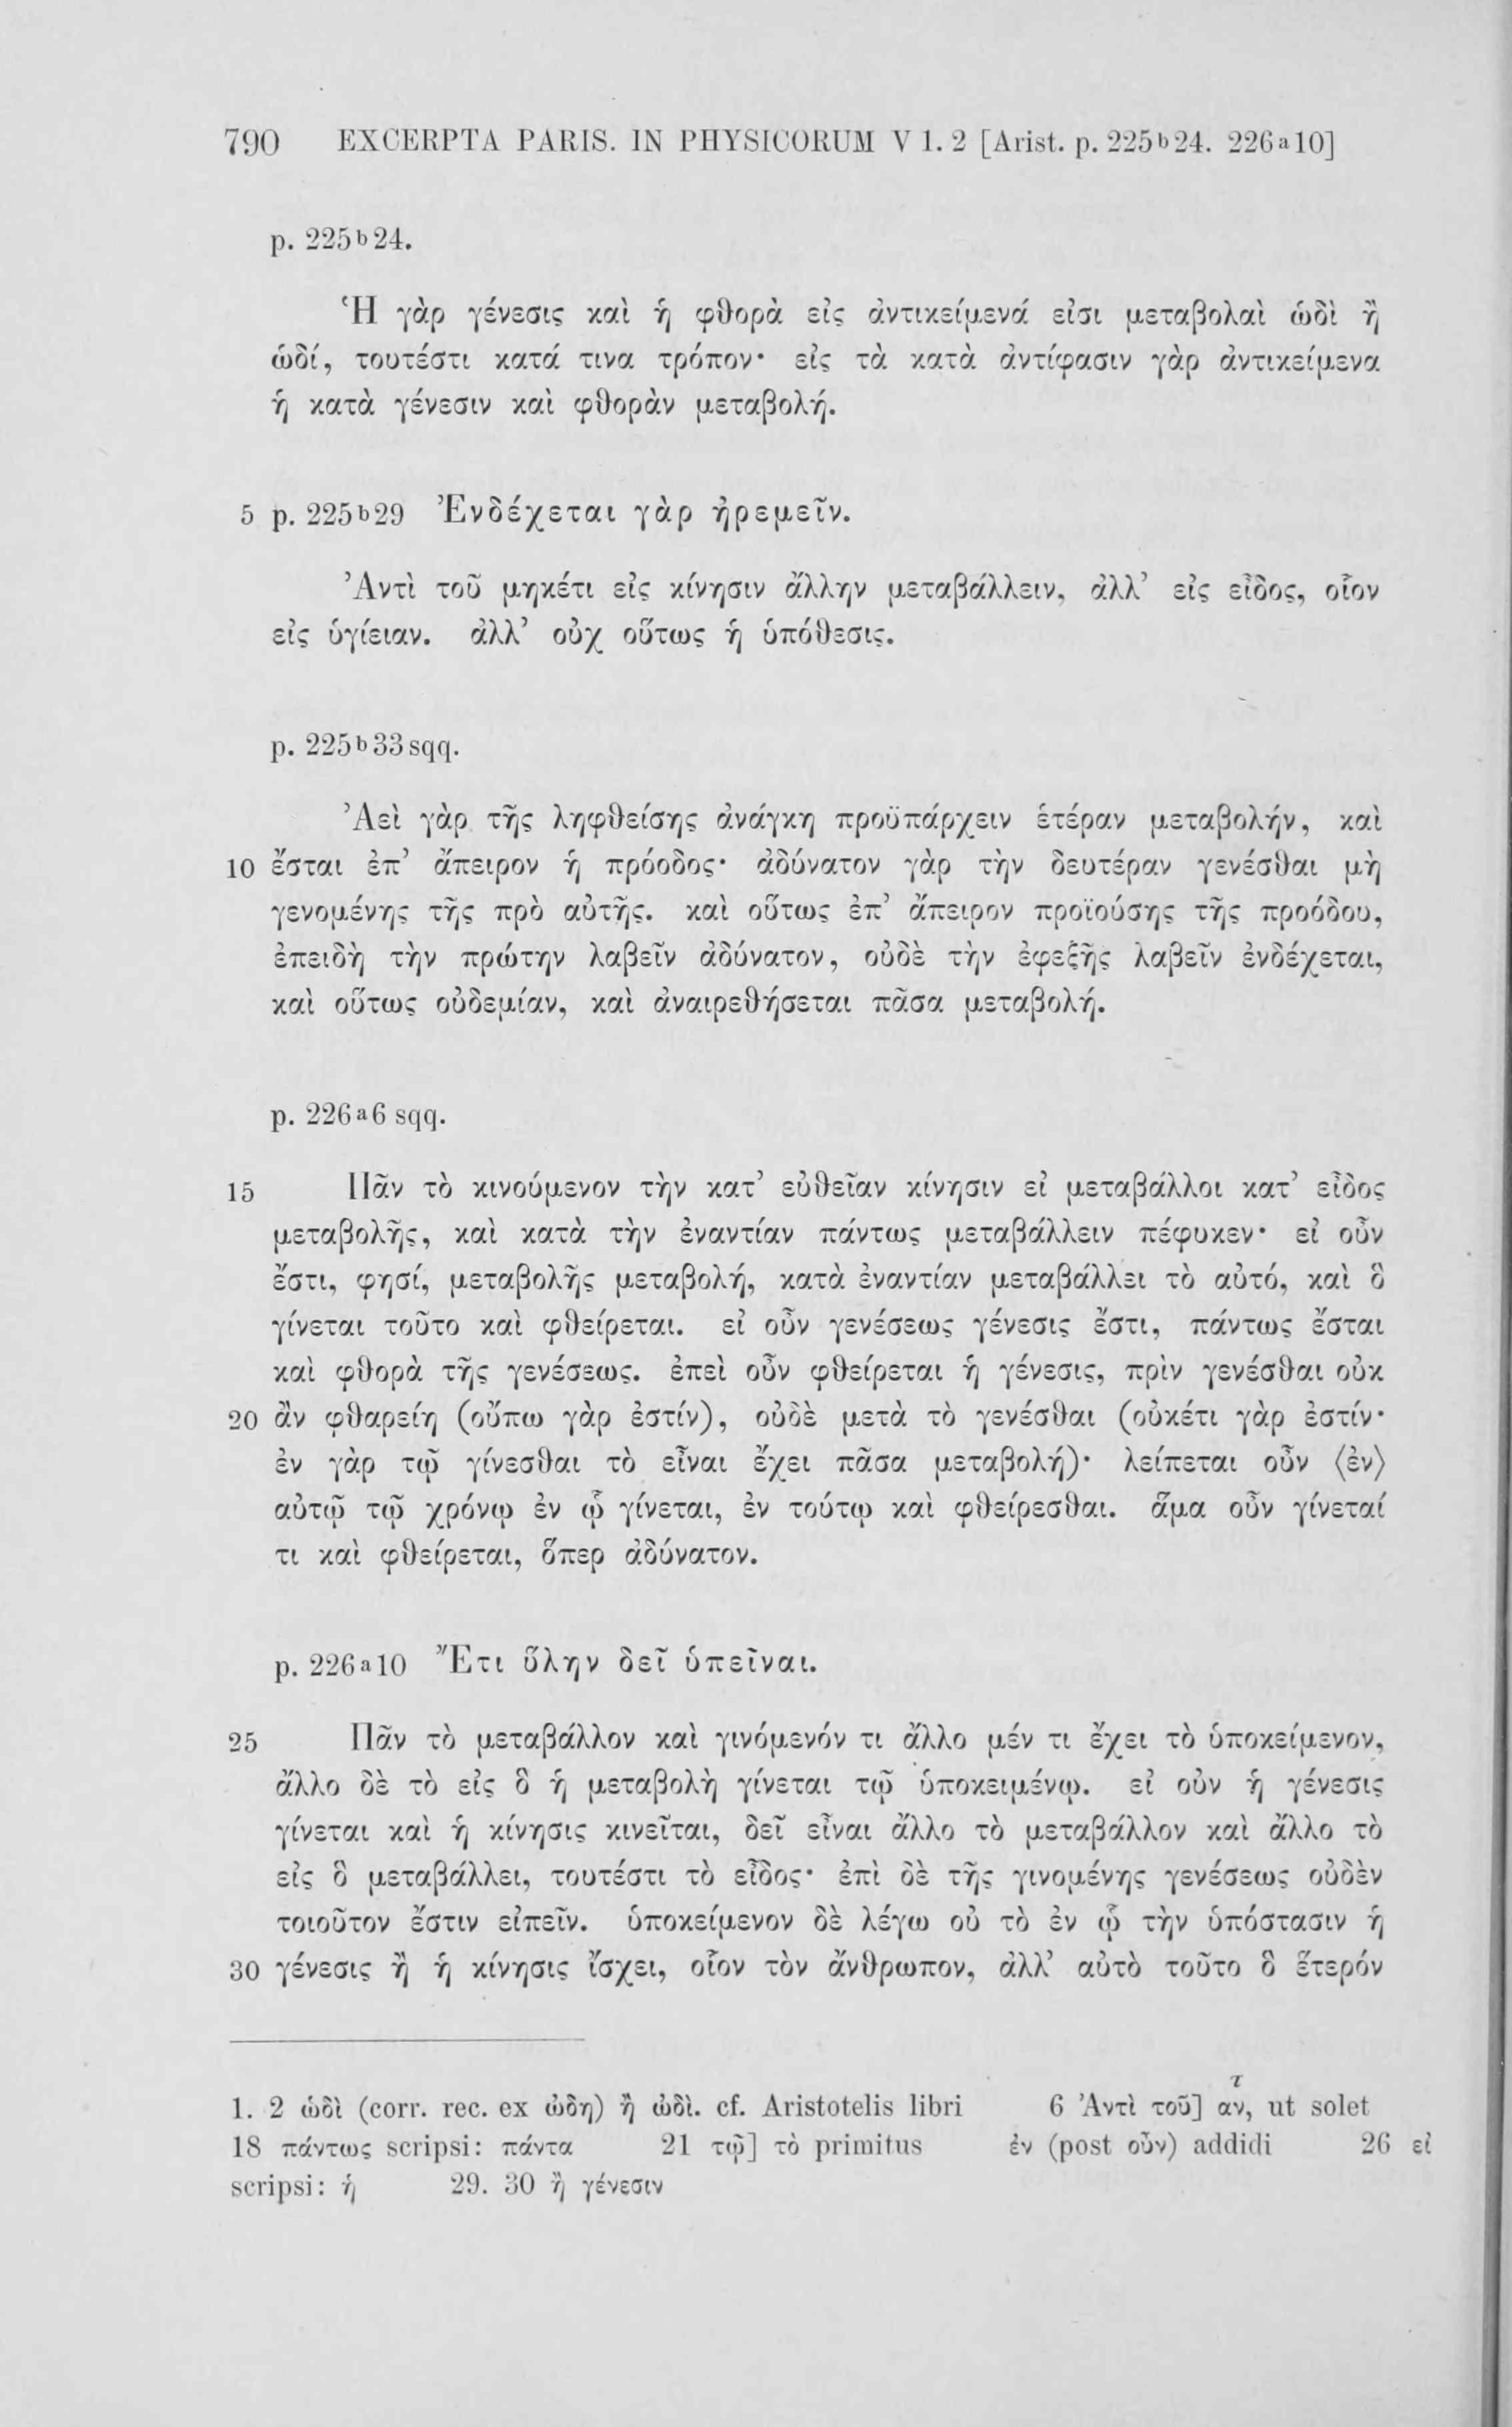 790 EXCERPTA PARIS. IN PHYSICORUM V 1. 2 [Arist. p. 225ᵇ24. 226ᵃ10]
p. 225ᵇ24.
Ἡ γὰρ γένεσις καὶ ἡ φθορὰ εἰς ἀντικείμενά εἰσι μεταβολαὶ ὡδὶ ἢ
ὡδί, τουτέστι κατά τινα τρόπον· εἰς τὰ κατὰ ἀντίφασιν γὰρ ἀντικείμενα
ἡ κατὰ γένεσιν καὶ φθορὰν μεταβολή.
5 p. 225ᵇ29 Ἐνδέχεται γὰρ ἠρεμεῖν.
Ἀντὶ τοῦ μηκέτι εἰς κίνησιν ἄλλην μεταβάλλειν, ἀλλ’ εἰς εἶδος, οἷον
εἰς ὑγίειαν. ἀλλ’ οὐχ οὕτως ἡ ὑπόθεσις.
p. 225ᵇ33 sqq.
Ἀεὶ γὰρ τῆς ληφθείσης ἀνάγκη προϋπάρχειν ἑτέραν μεταβολήν, καὶ
10 ἔσται ἐπ’ ἄπειρον ἡ πρόοδος· ἀδύνατον γὰρ τὴν δευτέραν γενέσθαι μὴ
γενομένης τῆς πρὸ αὐτῆς. καὶ οὕτως ἐπ’ ἄπειρον προϊούσης τῆς προόδου,
ἐπειδὴ τὴν πρώτην λαβεῖν ἀδύνατον, οὐδὲ τὴν ἐφεξῆς λαβεῖν ἐνδέχεται,
καὶ οὕτως οὐδεμίαν, καὶ ἀναιρεθήσεται πᾶσα μεταβολή.
p. 226ᵃ6 sqq.
15 Πᾶν τὸ κινούμενον τὴν κατ’ εὐθεῖαν κίνησιν εἰ μεταβάλλοι κατ’ εἶδος
μεταβολῆς, καὶ κατὰ τὴν ἐναντίαν πάντως μεταβάλλειν πέφυκεν· εἰ οὖν
ἔστι, φησί, μεταβολῆς μεταβολή, κατὰ ἐναντίαν μεταβάλλει τὸ αὐτό, καὶ ὃ
γίνεται τοῦτο καὶ φθείρεται. εἰ οὖν γενέσεως γένεσις ἔστι, πάντως ἔσται
καὶ φθορὰ τῆς γενέσεως. ἐπεὶ οὖν φθείρεται ἡ γένεσις, πρὶν γενέσθαι οὐκ
20 ἂν φθαρείη (οὔπω γὰρ ἐστίν), οὐδὲ μετὰ τὸ γενέσθαι (οὐκέτι γὰρ ἐστίν·
ἐν γὰρ τῷ γίνεσθαι τὸ εἶναι ἔχει πᾶσα μεταβολή)· λείπεται οὖν ⟨ἐν⟩
αὐτῷ τῷ χρόνῳ ἐν ᾧ γίνεται, ἐν τούτῳ καὶ φθείρεσθαι. ἅμα οὖν γίνεταί
τι καὶ φθείρεται, ὅπερ ἀδύνατον.
p. 226ᵃ10 Ἔτι ὕλην δεῖ ὑπεῖναι.
25 Πᾶν τὸ μεταβάλλον καὶ γινόμενόν τι ἄλλο μέν τι ἔχει τὸ ὑποκείμενον,
ἄλλο δὲ τὸ εἰς ὃ ἡ μεταβολὴ γίνεται τῷ ὑποκειμένῳ. εἰ οὐν ἡ γένεσις
γίνεται καὶ ἡ κίνησις κινεῖται, δεῖ εἶναι ἄλλο τὸ μεταβάλλον καὶ ἄλλο τὸ
εἰς ὃ μεταβάλλει, τουτέστι τὸ εἶδος· ἐπὶ δὲ τῆς γινομένης γενέσεως οὐδὲν
τοιοῦτον ἔστιν εἰπεῖν. ὑποκείμενον δὲ λέγω οὐ τὸ ἐν ᾧ τὴν ὑπόστασιν ἡ
30 γένεσις ἢ ἡ κίνησις ἴσχει, οἷον τὸν ἄνθρωπον, ἀλλ’ αὐτὸ τοῦτο ὃ ἕτερόν
1. 2 ὡδὶ (corr. rec. ex ὠδη) ἢ ὠδὶ. cf. Aristotelis libri 6 Ἀντὶ τοῦ] ανᵗ, ut solet
18 πάντως scripsi: πάντα 21 τῷ] τὸ primitus ἐν (post οὖν) addidi 26 εἰ
scripsi: ἡ 29. 30 ἢ γένεσιν